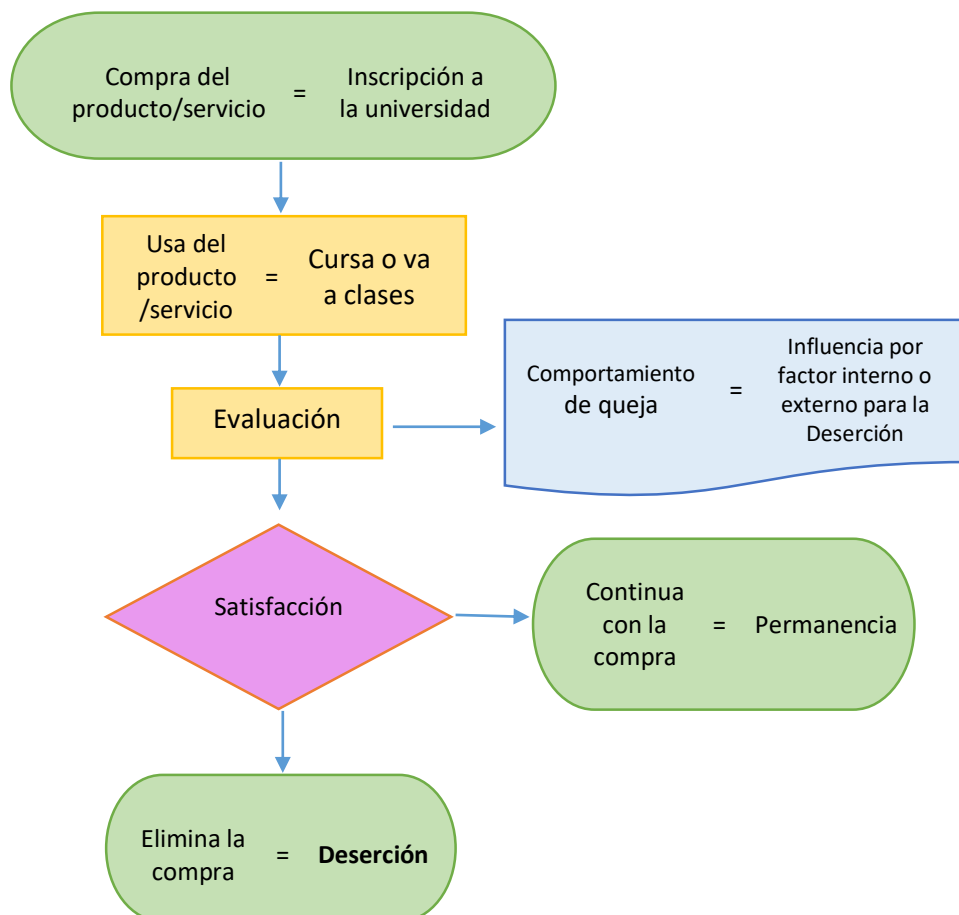 Compra del
producto/servicio
=
Inscripción a
la universidad
Usa del
producto
/servicio
=
Cursa o va
a clases
Evaluación
Comportamiento
de queja
=
Influencia por
factor interno o
externo para la
Deserción
Satisfacción
Continua
con la
compra
=
Permanencia
Elimina la
compra
=
Deserción